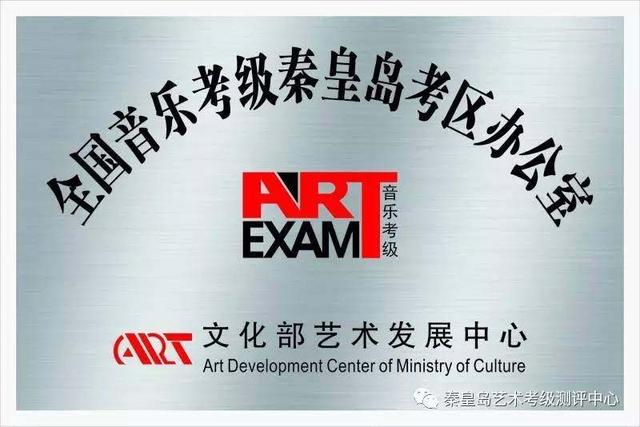 全国音乐考级秦皇岛考区办公室
ART
EXAM
音乐考级
ART
文化部艺术发展中心
Art Development Center of Ministry of Culture
秦皇岛艺术考级测评中心